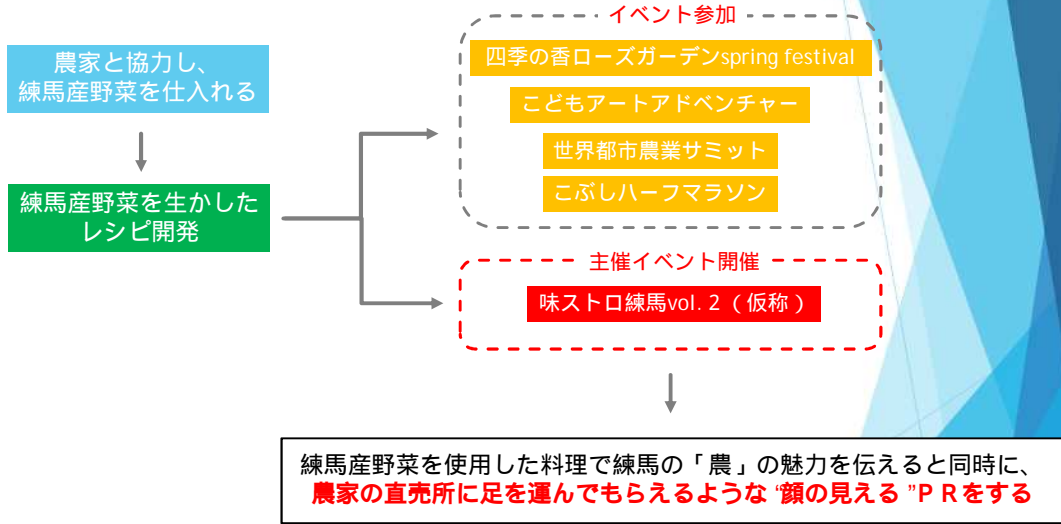 農家と協力し、
練馬産野菜を仕入れる
練馬産野菜を生かした
レシピ開発
イベント参加
四季の香ローズガーデンspring festival
こどもアートアドベンチャー
世界都市農業サミット
こぶしハーフマラソン
主催イベント開催
味ストロ練馬vol.２（仮称）
練馬産野菜を使用した料理で練馬の「農」の魅力を伝えると同時に、
農家の直売所に足を運んでもらえるような“顔の見える”ＰＲをする